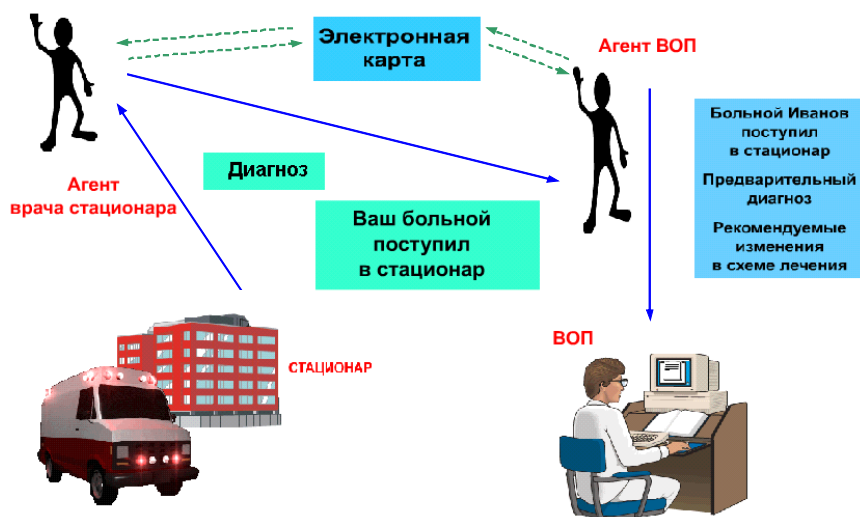 Электронная
карта
Агент ВОП
Больной Иванов
поступил
в стационар
Предварительный
диагноз
Рекомендуемые
изменения
в схеме лечения
Диагноз
Агент
врача стационара
Ваш больной
поступил
в стационар
СТАЦИОНАР
ВОП